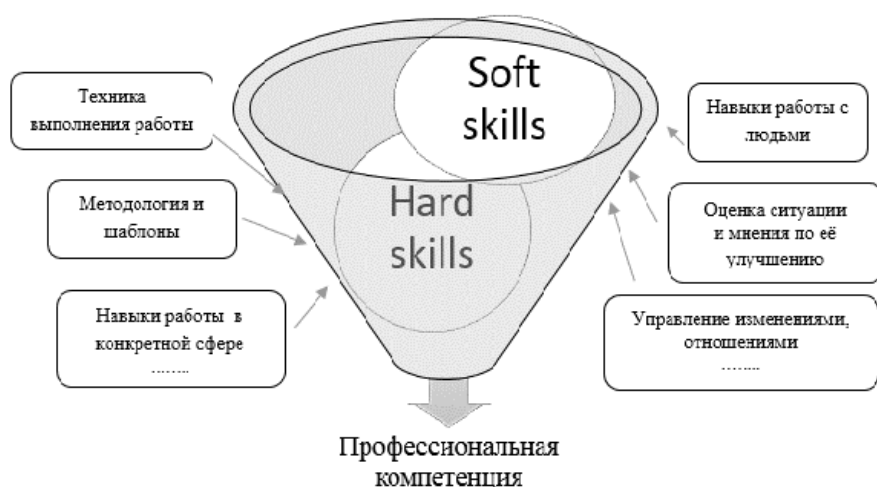 Soft
skills
Hard
skills
Техника
выполнения работы
Методология и
шаблоны
Навыки работы в
конкретной сфере
........
Навыки работы с
людьми
Оценка ситуации
и мнения по её
улучшению
Управление изменениями,
отношениями
........
Профессиональная
компетенция